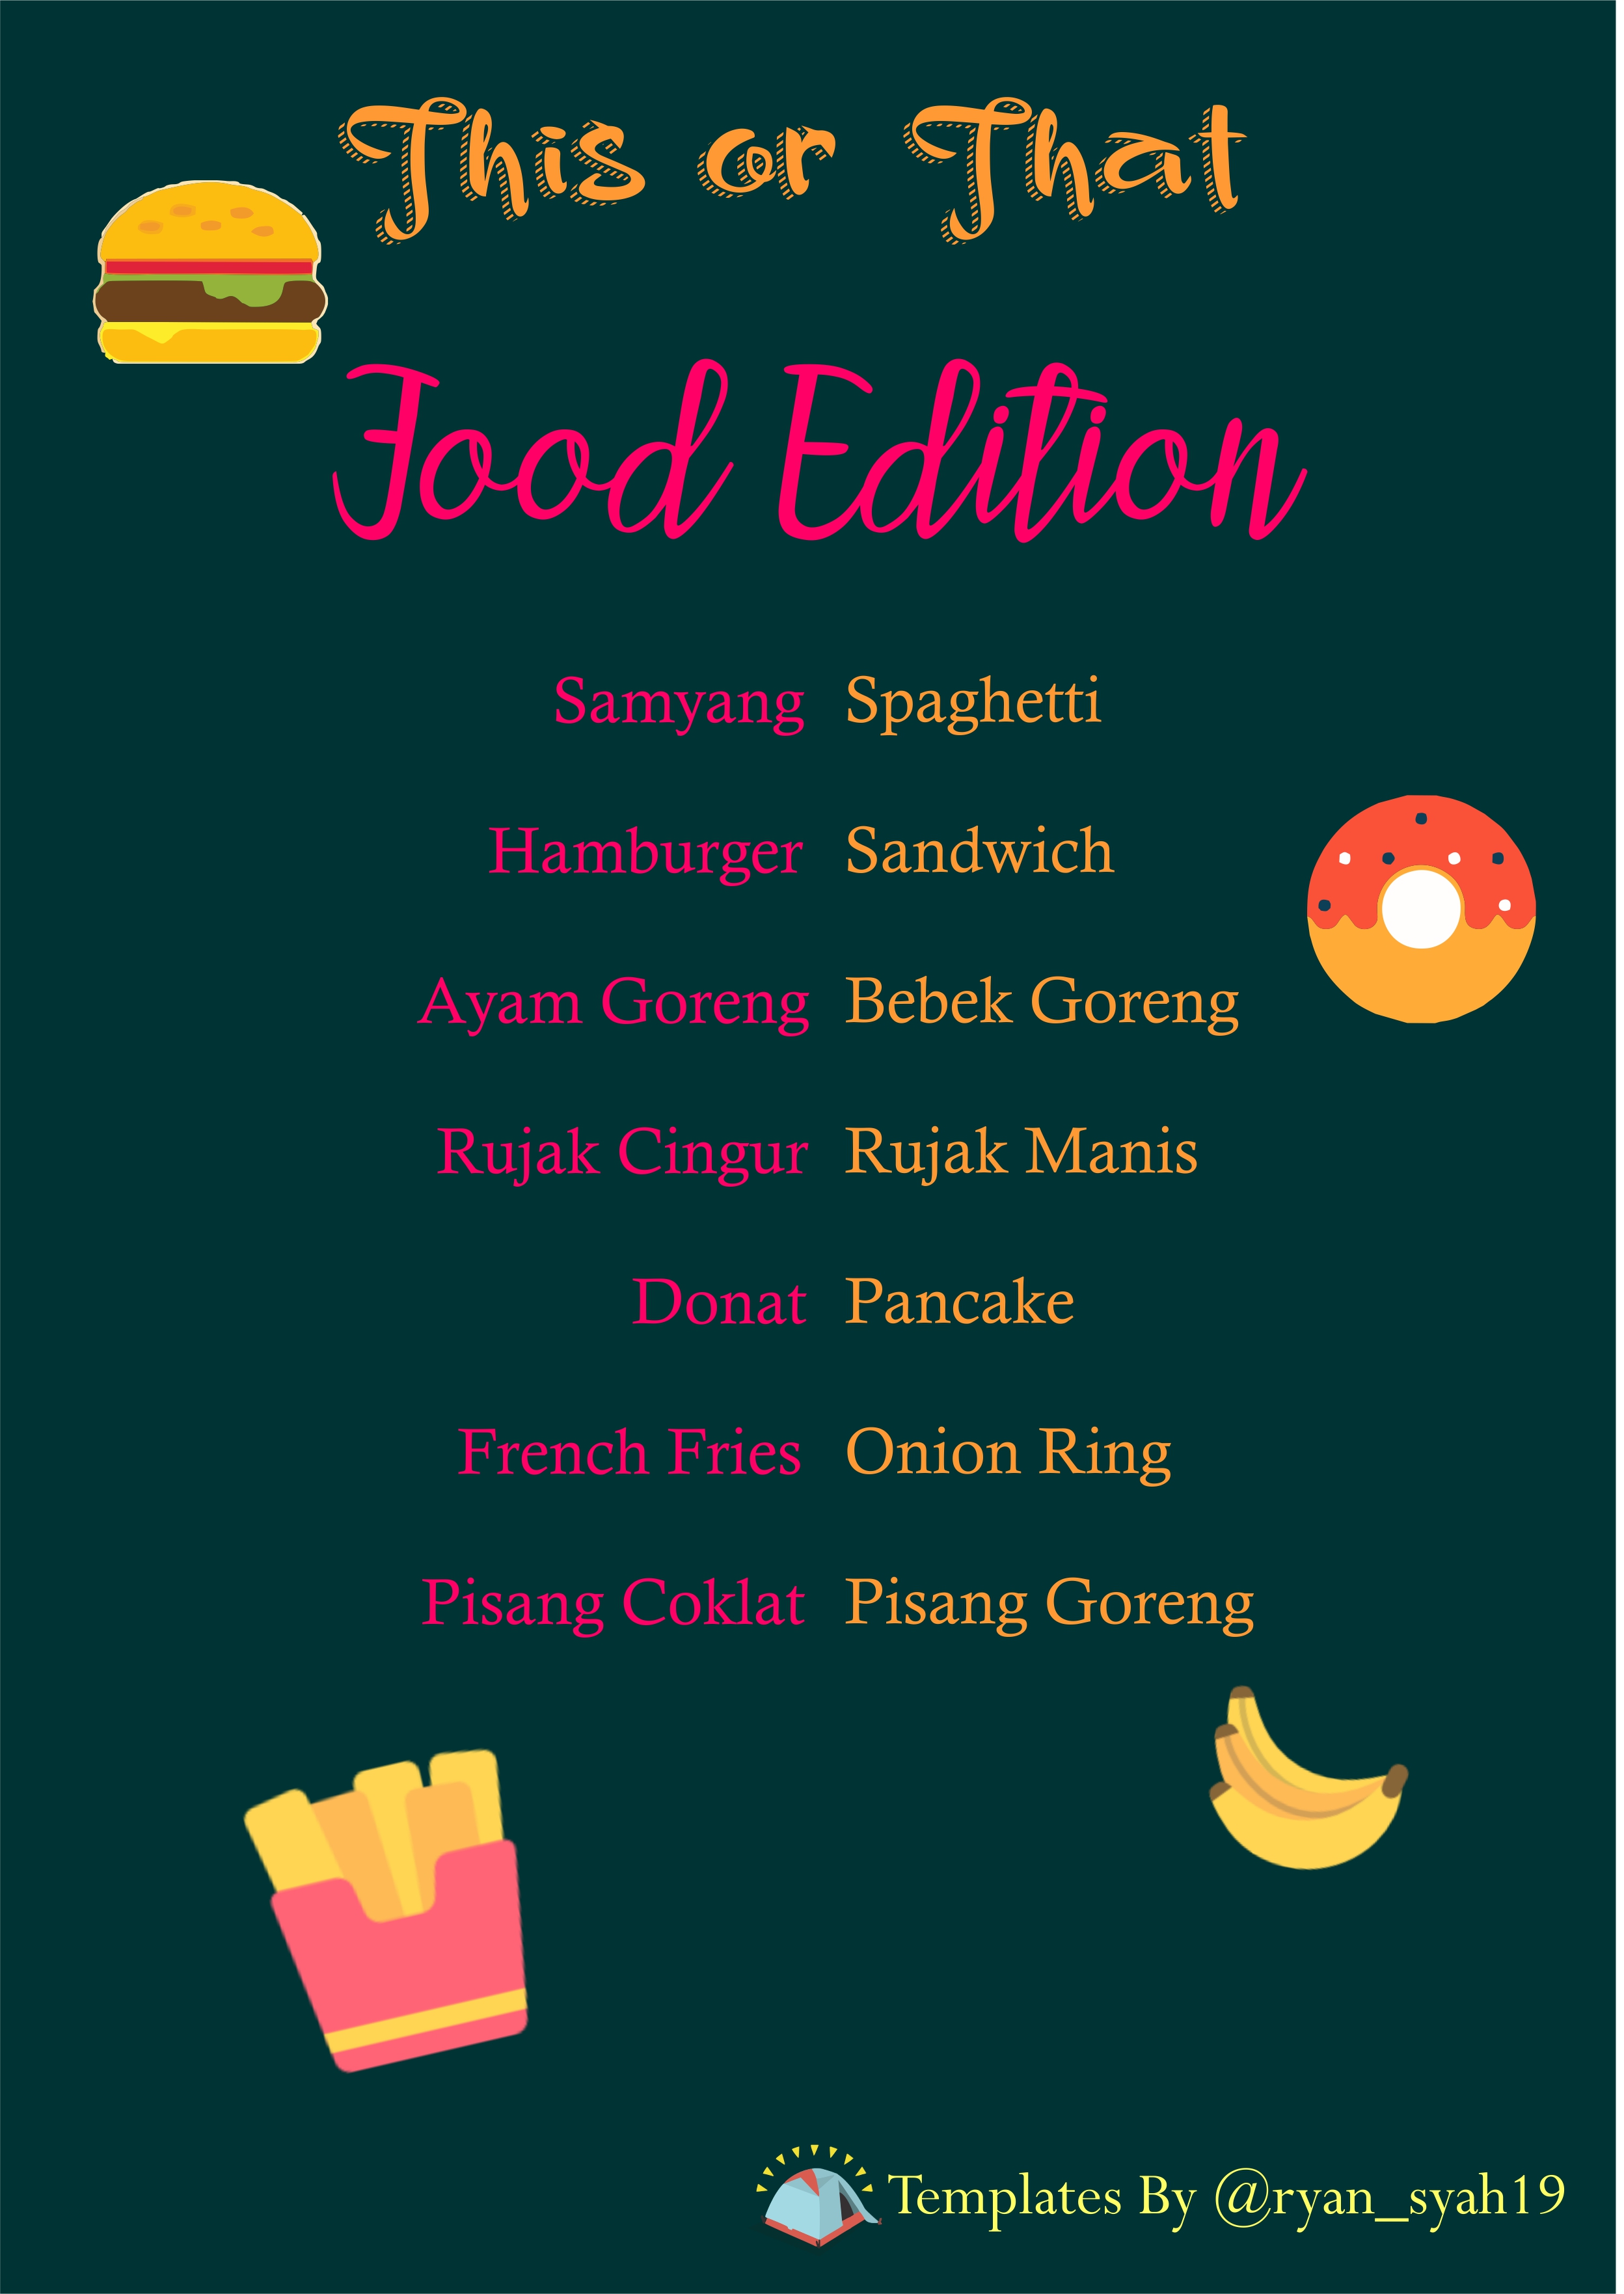 This or That
Food Edition
Samyang Spaghetti
Hamburger Sandwich
Ayam Goreng Bebek Goreng
Rujak Cingur Rujak Manis
Donat Pancake
French Fries Onion Ring
Pisang Coklat Pisang Goreng
Templates By @ryan_syah19